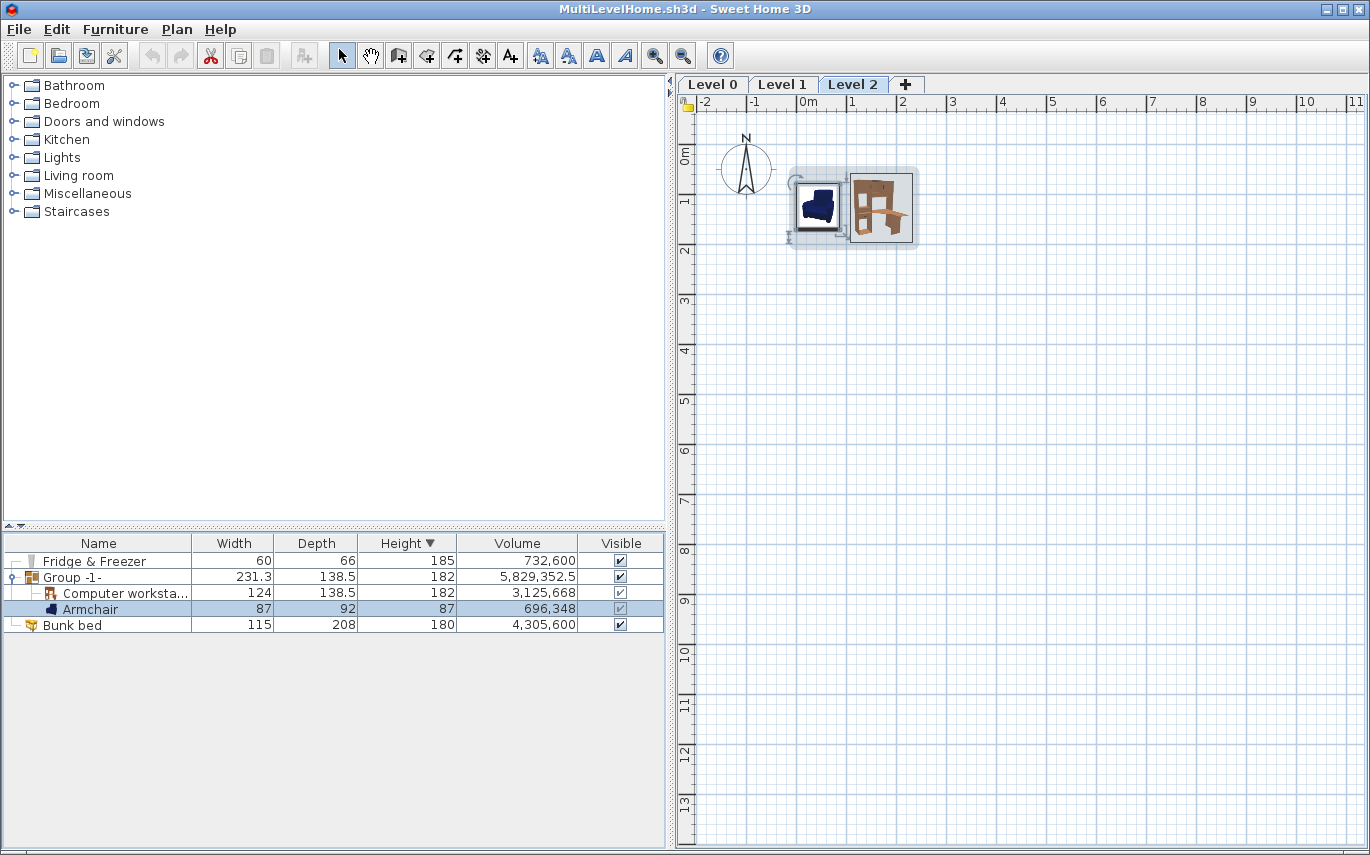 MultiLevelHome.sh3d - Sweet Home 3D
File Edit Furniture Plan Help
Level 0 Level 1 Level 2
-2 -1 0m 1 2 3 4 5 6 7 8 9 10 11
Bathroom
Bedroom
Doors and windows
Kitchen
Lights
Living room
Miscellaneous
Staircases
N
0m
1
2
3
4
5
6
7
8
9
10
11
12
13
Name Width Depth Height Volume Visible
Fridge & Freezer 60 66 185 732,600
Group -1- 231.3 138.5 182 5,829,352.5
Computer worksta... 124 138.5 182 3,125,668
Armchair 87 92 87 696,348
Bunk bed 115 208 180 4,305,600